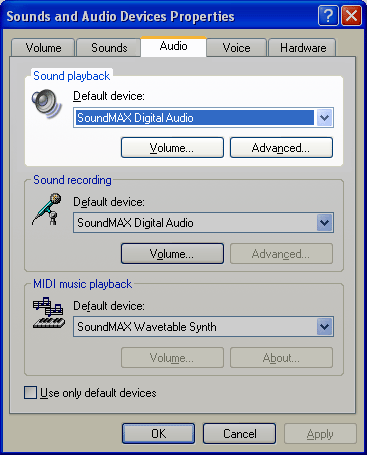 Sounds and Audio Devices Properties
Volume Sounds Audio Voice Hardware
Sound playback
Default device:
SoundMAX Digital Audio
Volume... Advanced...
Sound recording
Default device:
SoundMAX Digital Audio
Volume... Advanced...
MIDI music playback
Default device:
SoundMAX Wavetable Synth
Volume... About...
Use only default devices
OK Cancel Apply